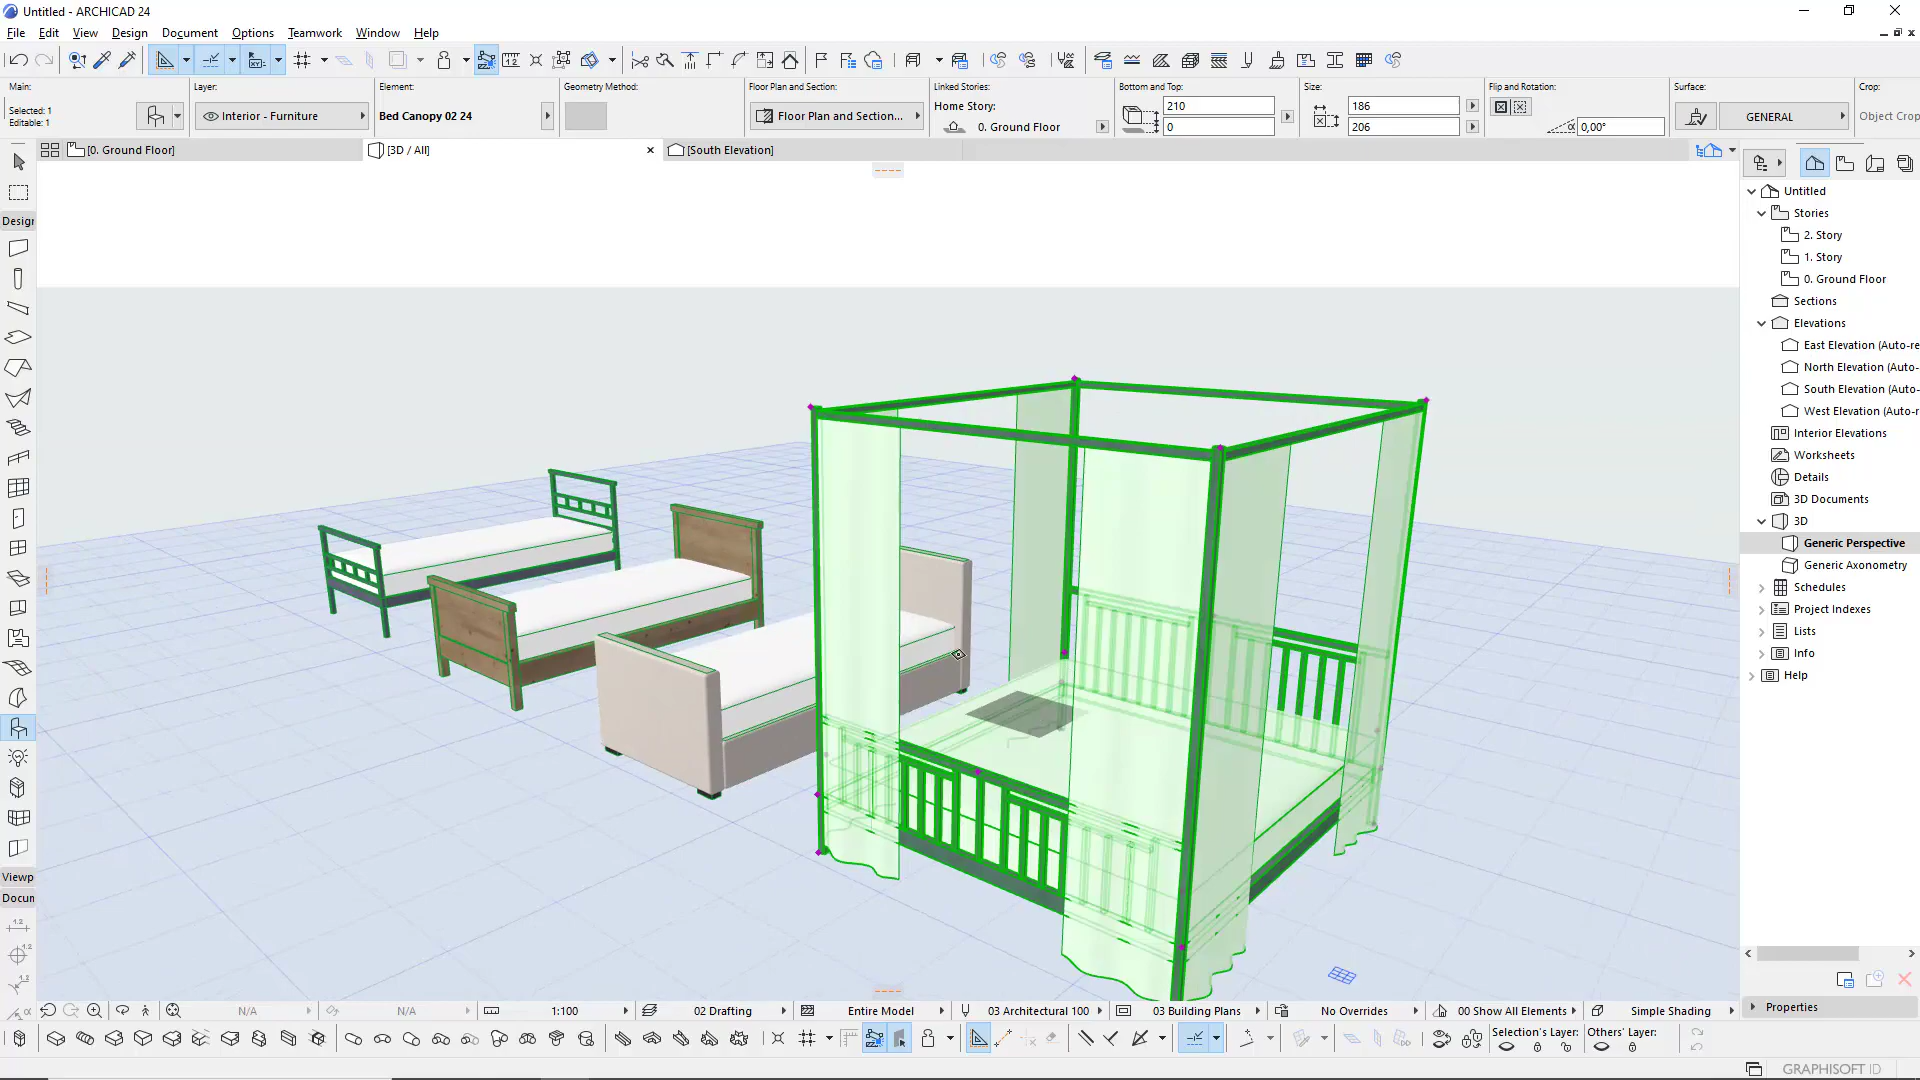 Untitled - ARCHICAD 24
File Edit View Design Document Options Teamwork Window Help
Main:
Selected: 1
Editable: 1
Layer:
Interior - Furniture
Element:
Bed Canopy 02 24
Geometry Method:
Floor Plan and Section:
Floor Plan and Section...
Linked Stories:
Home Story:
0. Ground Floor
Bottom and Top:
210
0
Size:
186
206
Flip and Rotation:
0,00°
Surface:
GENERAL
Crop:
Object Crop
[0. Ground Floor]
[3D / All]
[South Elevation]
Design
Viewp
Docum
Untitled
Stories
2. Story
1. Story
0. Ground Floor
Sections
Elevations
East Elevation (Auto-re
North Elevation (Auto-
South Elevation (Auto-
West Elevation (Auto-r
Interior Elevations
Worksheets
Details
3D Documents
3D
Generic Perspective
Generic Axonometry
Schedules
Project Indexes
Lists
Info
Help
Properties
N/A
N/A
1:100
02 Drafting
Entire Model
03 Architectural 100
03 Building Plans
No Overrides
00 Show All Elements
Simple Shading
Selection's Layer:
Others' Layer:
GRAPHISOFT ID